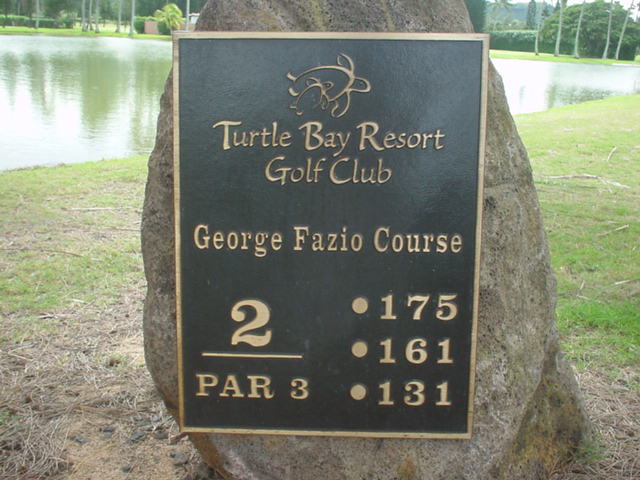 Turtle Bay Resort
Golf Club
George Fazio Course
2
PAR 3
175
161
131